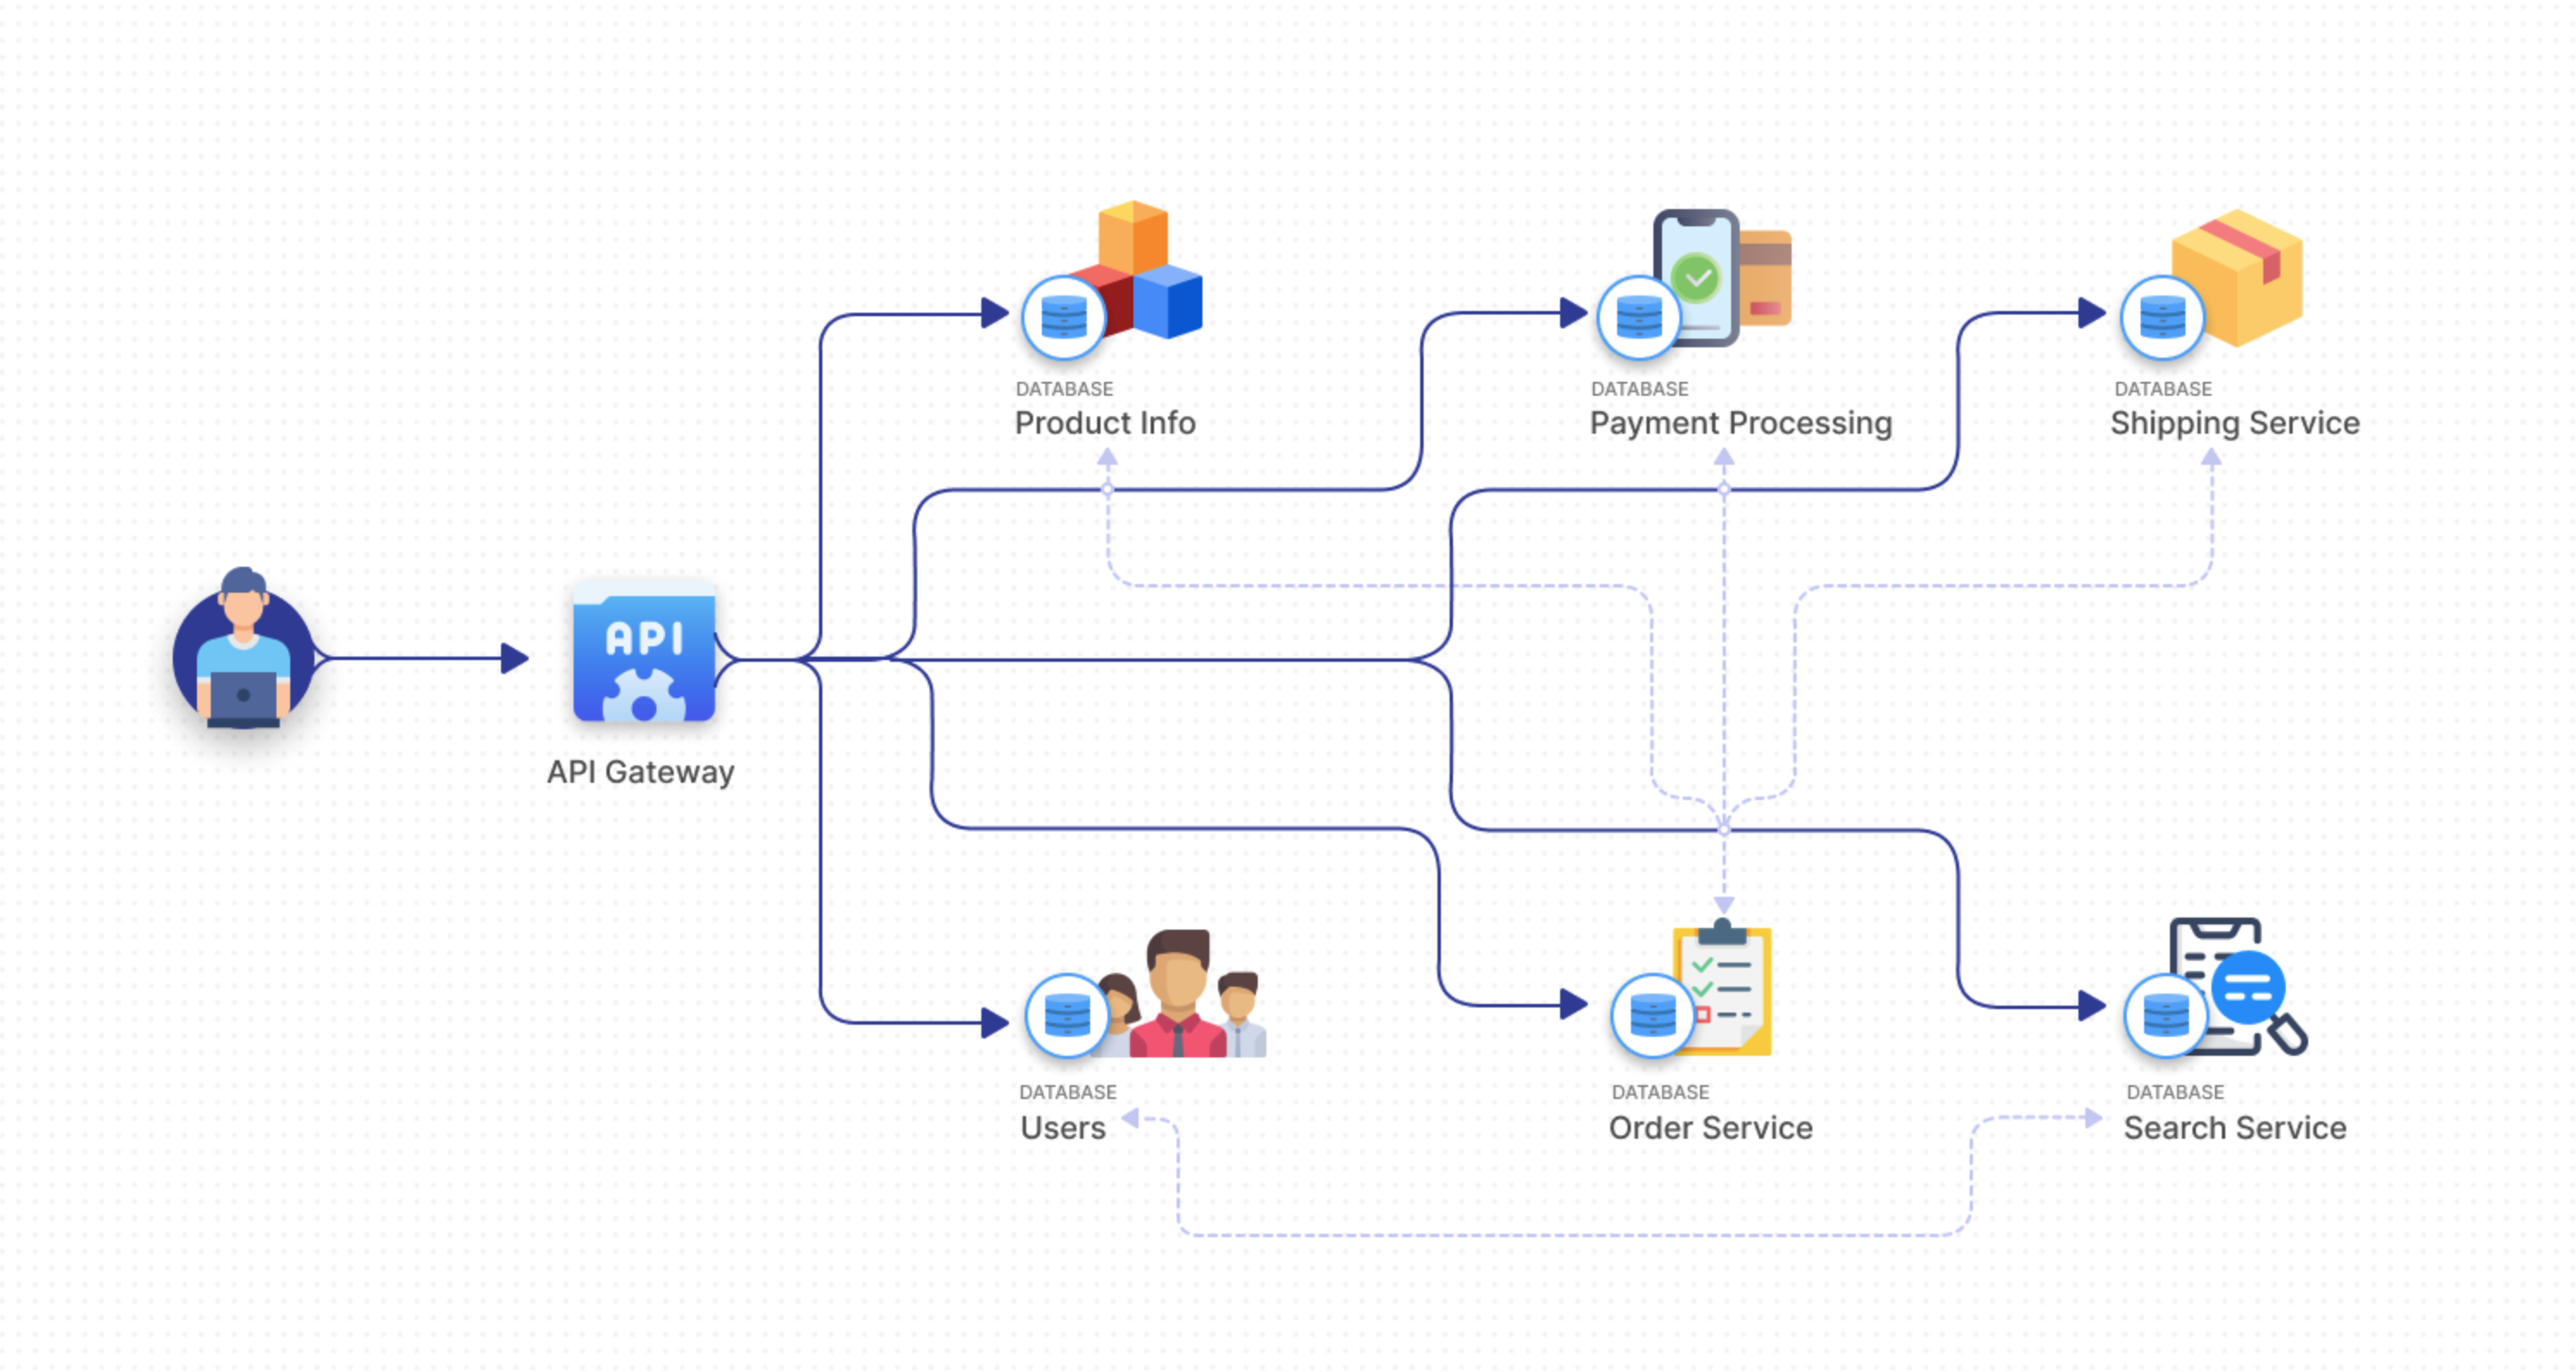 DATABASE
Product Info
DATABASE
Payment Processing
DATABASE
Shipping Service
API
API Gateway
DATABASE
Users
DATABASE
Order Service
DATABASE
Search Service